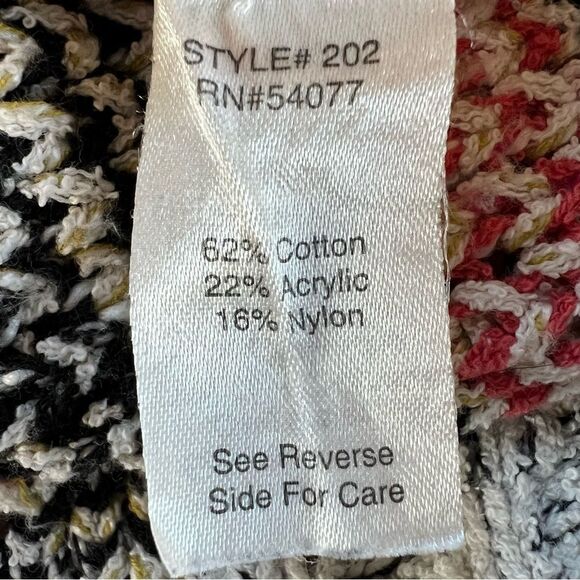 STYLE# 202
RN#54077
62% Cotton
22% Acrylic
16% Nylon
See Reverse
Side For Care